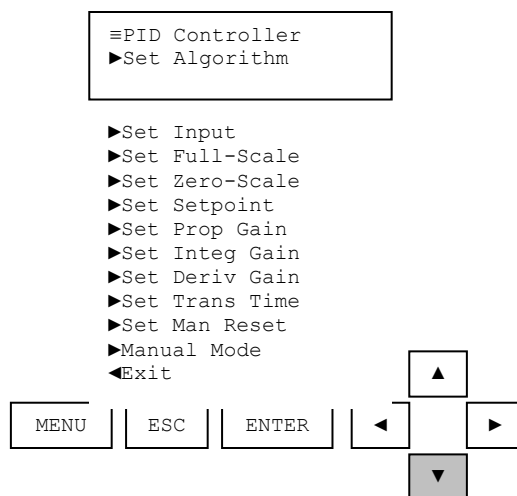 ≡PID Controller
►Set Algorithm
►Set Input
►Set Full-Scale
►Set Zero-Scale
►Set Setpoint
►Set Prop Gain
►Set Integ Gain
►Set Deriv Gain
►Set Trans Time
►Set Man Reset
►Manual Mode
◄Exit
▲
MENU ESC ENTER ◄ ►
▼